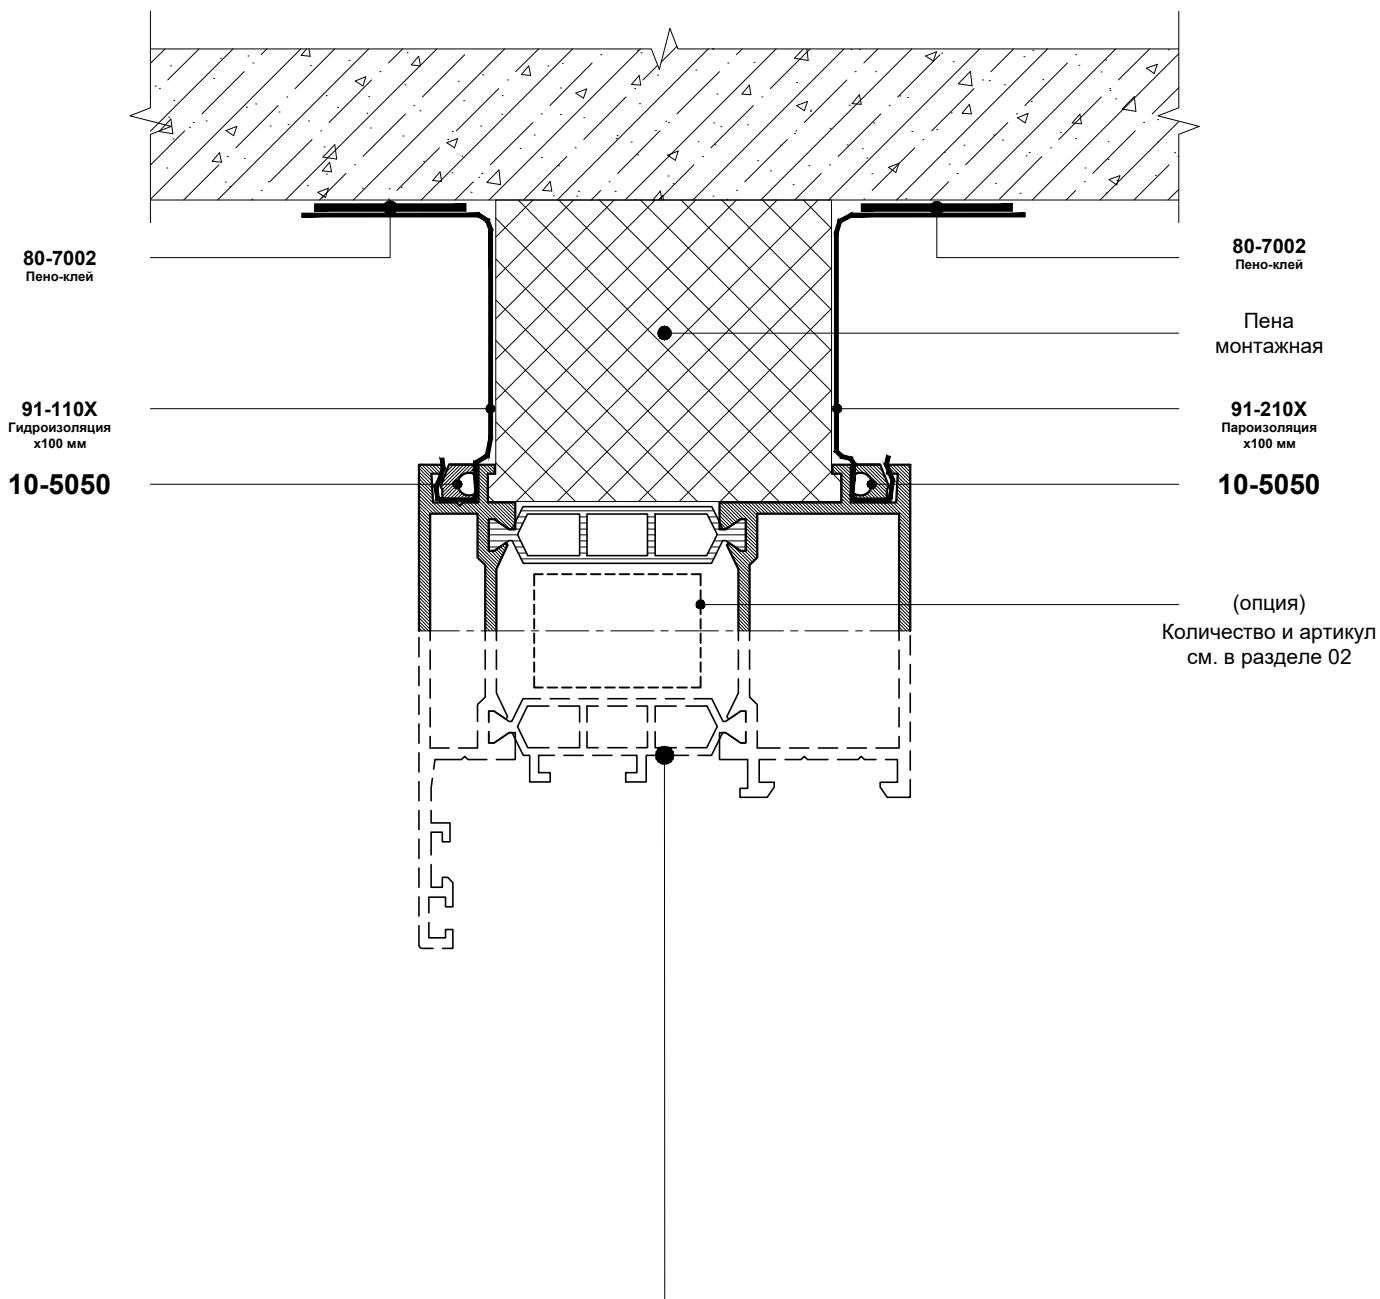 80-7002
Пено-клей
91-110X
Гидроизоляция
x100 мм
10-5050
80-7002
Пено-клей
Пена
монтажная
91-210X
Пароизоляция
x100 мм
10-5050
(опция)
Количество и артикул
см. в разделе 02